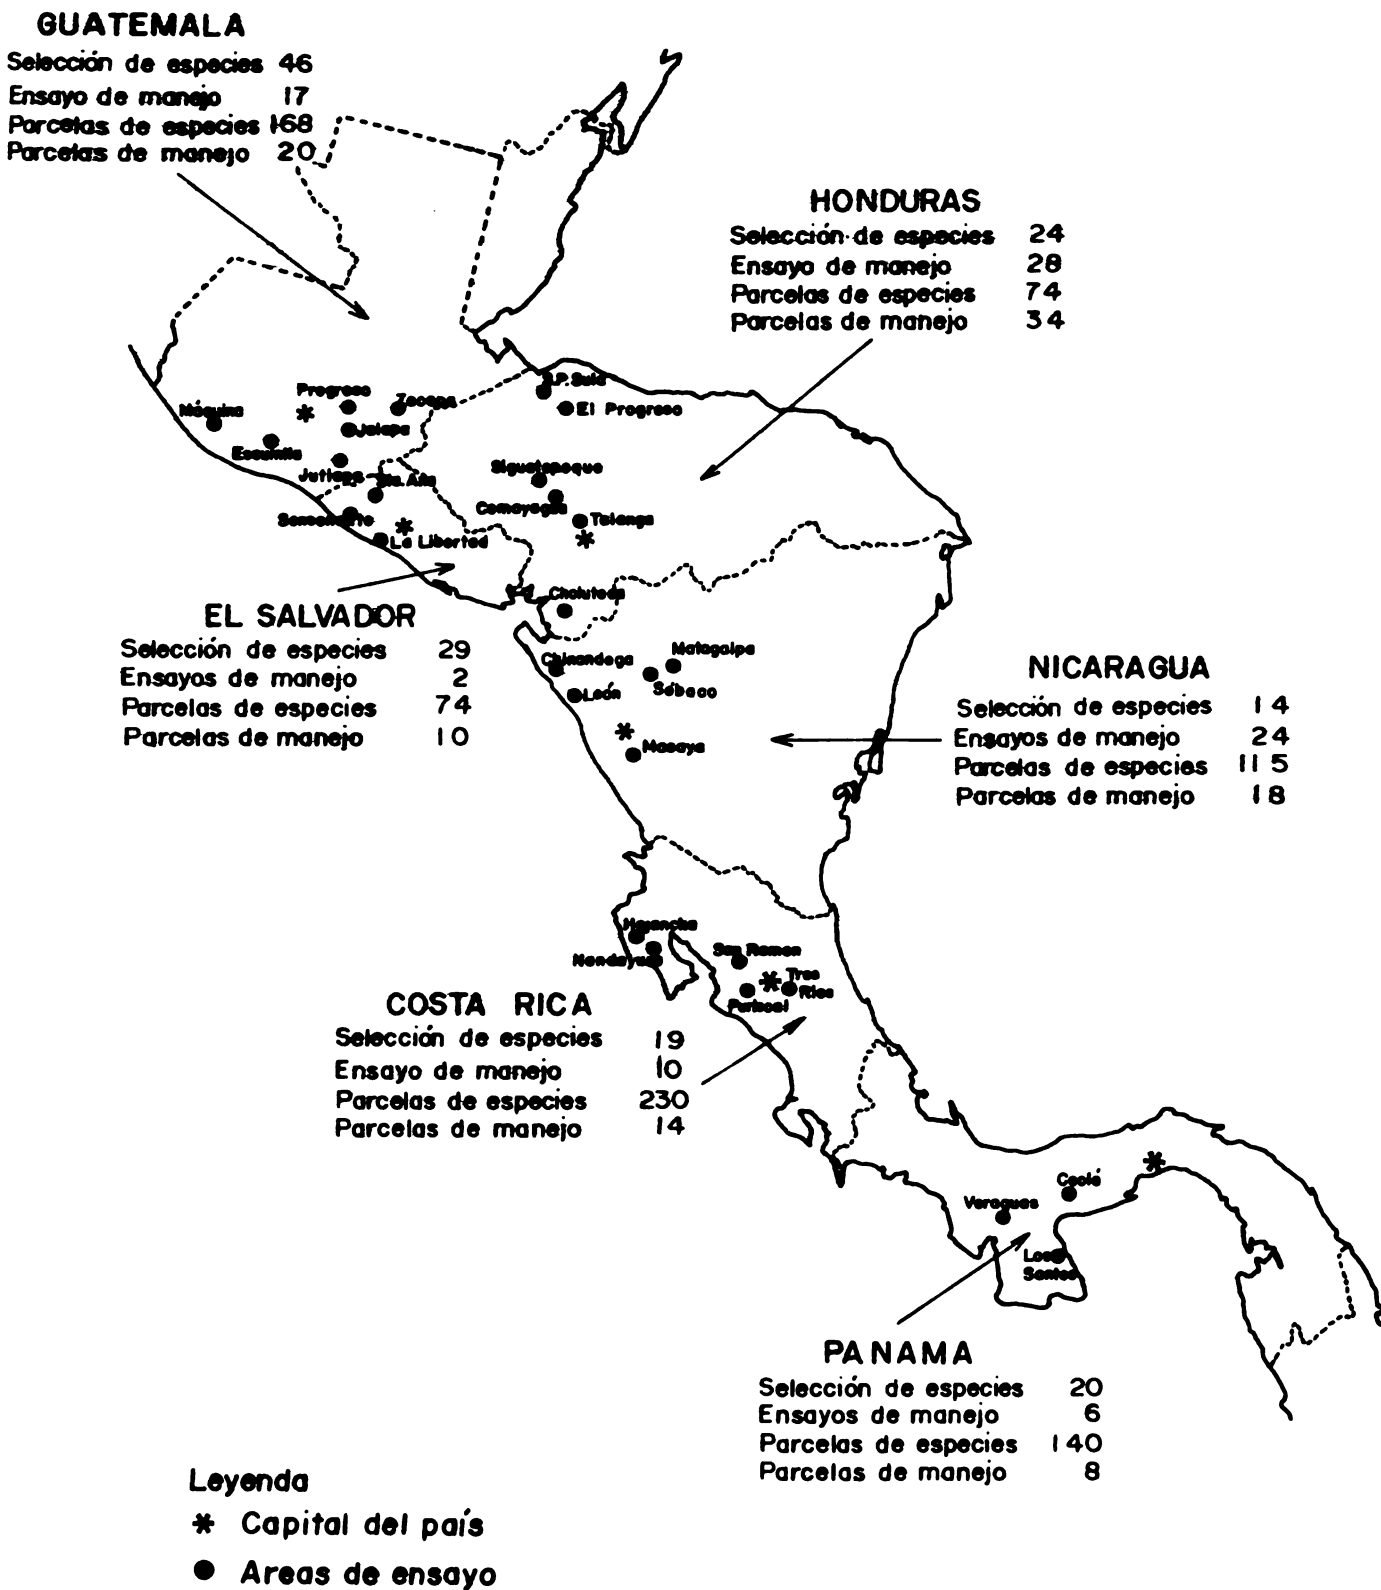 GUATEMALA
Selección de especies 46
Ensayo de manejo 17
Parcelas de especies 168
Parcelas de manejo 20
HONDURAS
Selección de especies 24
Ensayo de manejo 28
Parcelas de especies 74
Parcelas de manejo 34
S.P. Sula
El Progreso
Progreso
Zacapa
Máquina
Jalapa
Escuintla
Jutiapa
Sta. Ana
Siguatepeque
Comayagua
Talanga
Sonsonate
La Libertad
EL SALVADOR
Selección de especies 29
Ensayos de manejo 2
Parcelas de especies 74
Parcelas de manejo 10
Choluteca
Chinandega
Matagalpa
Sébaco
León
Masaya
NICARAGUA
Selección de especies 14
Ensayos de manejo 24
Parcelas de especies 115
Parcelas de manejo 18
Hojancha
Nandayure
San Ramon
Tres
Rios
Puriscal
COSTA RICA
Selección de especies 19
Ensayo de manejo 10
Parcelas de especies 230
Parcelas de manejo 14
Coclé
Veraguas
Los
Santos
PANAMA
Selección de especies 20
Ensayos de manejo 6
Parcelas de especies 140
Parcelas de manejo 8
Leyenda
* Capital del país
● Areas de ensayo